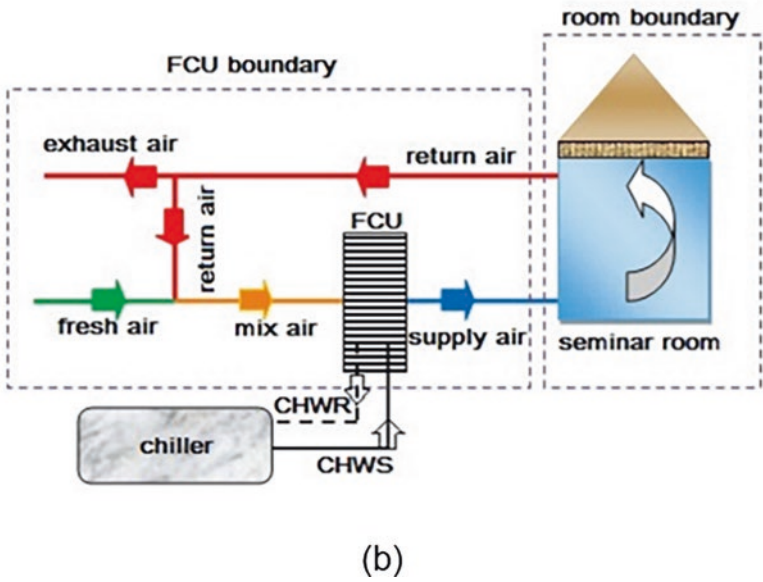 room boundary
FCU boundary
exhaust air
return air
FCU
return air
fresh air
mix air
supply air
seminar room
CHWR
chiller
CHWS
(b)